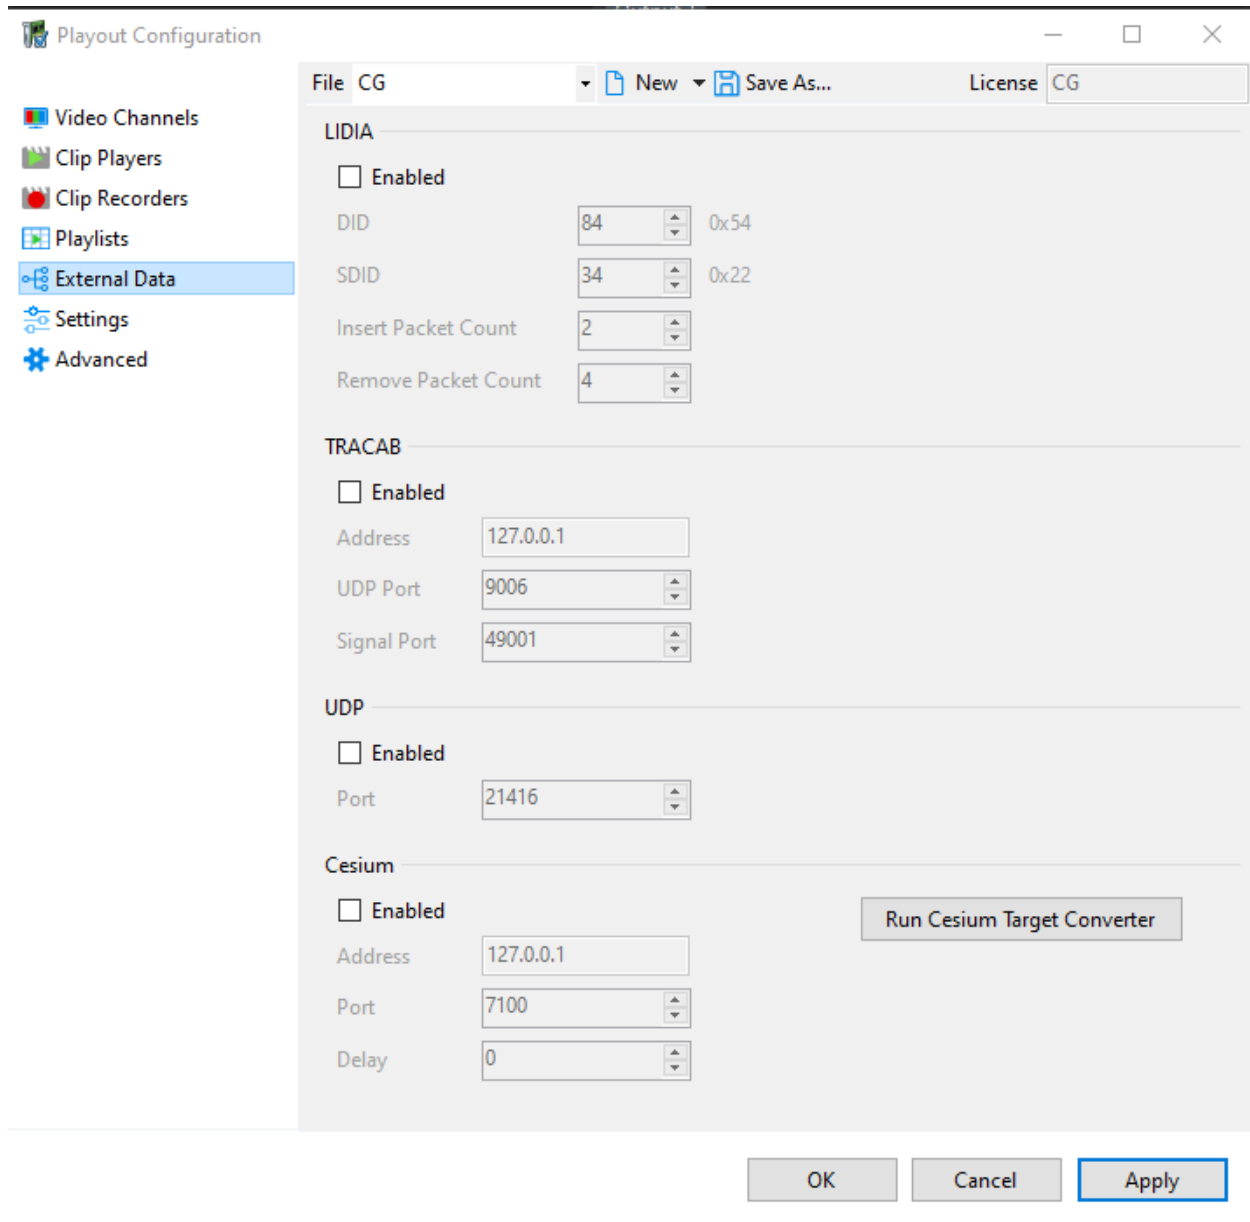 Playout Configuration
File CG New Save As... License CG
Video Channels
Clip Players
Clip Recorders
Playlists
External Data
Settings
Advanced
LIDIA
Enabled
DID 84 0x54
SDID 34 0x22
Insert Packet Count 2
Remove Packet Count 4
TRACAB
Enabled
Address 127.0.0.1
UDP Port 9006
Signal Port 49001
UDP
Enabled
Port 21416
Cesium
Enabled Run Cesium Target Converter
Address 127.0.0.1
Port 7100
Delay 0
OK Cancel Apply